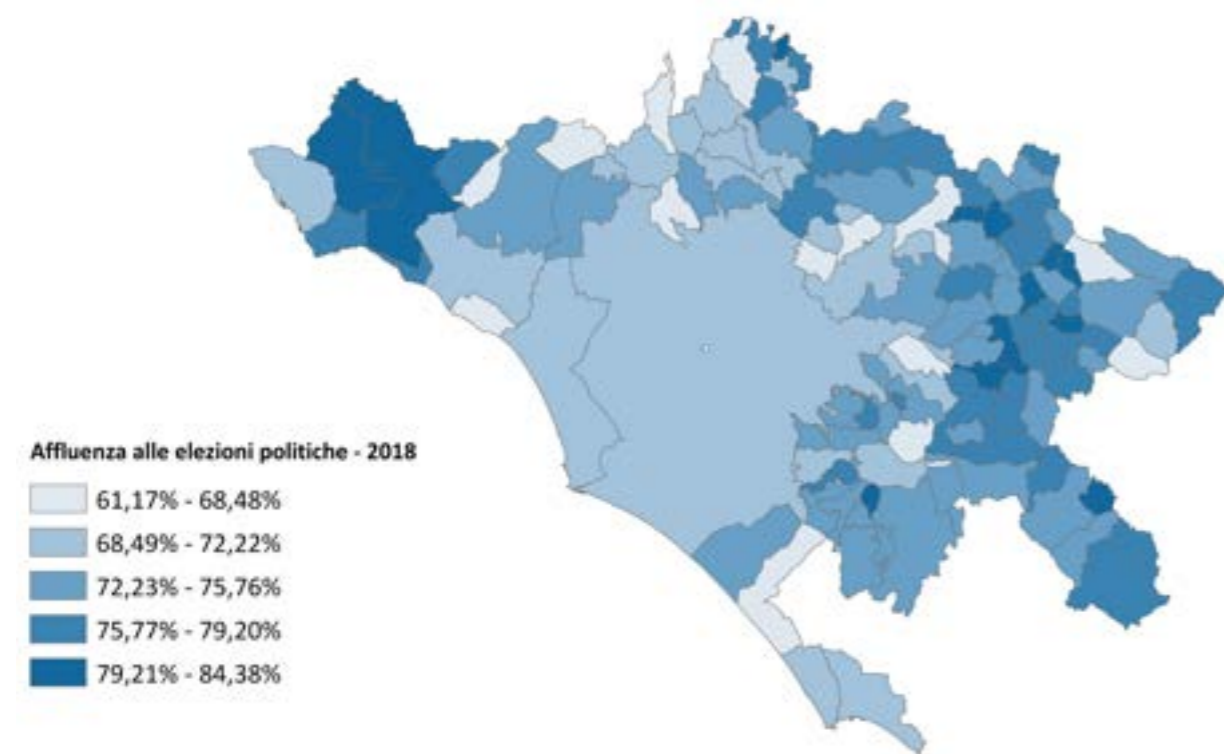 Affluenza alle elezioni politiche - 2018
61,17% - 68,48%
68,49% - 72,22%
72,23% - 75,76%
75,77% - 79,20%
79,21% - 84,38%